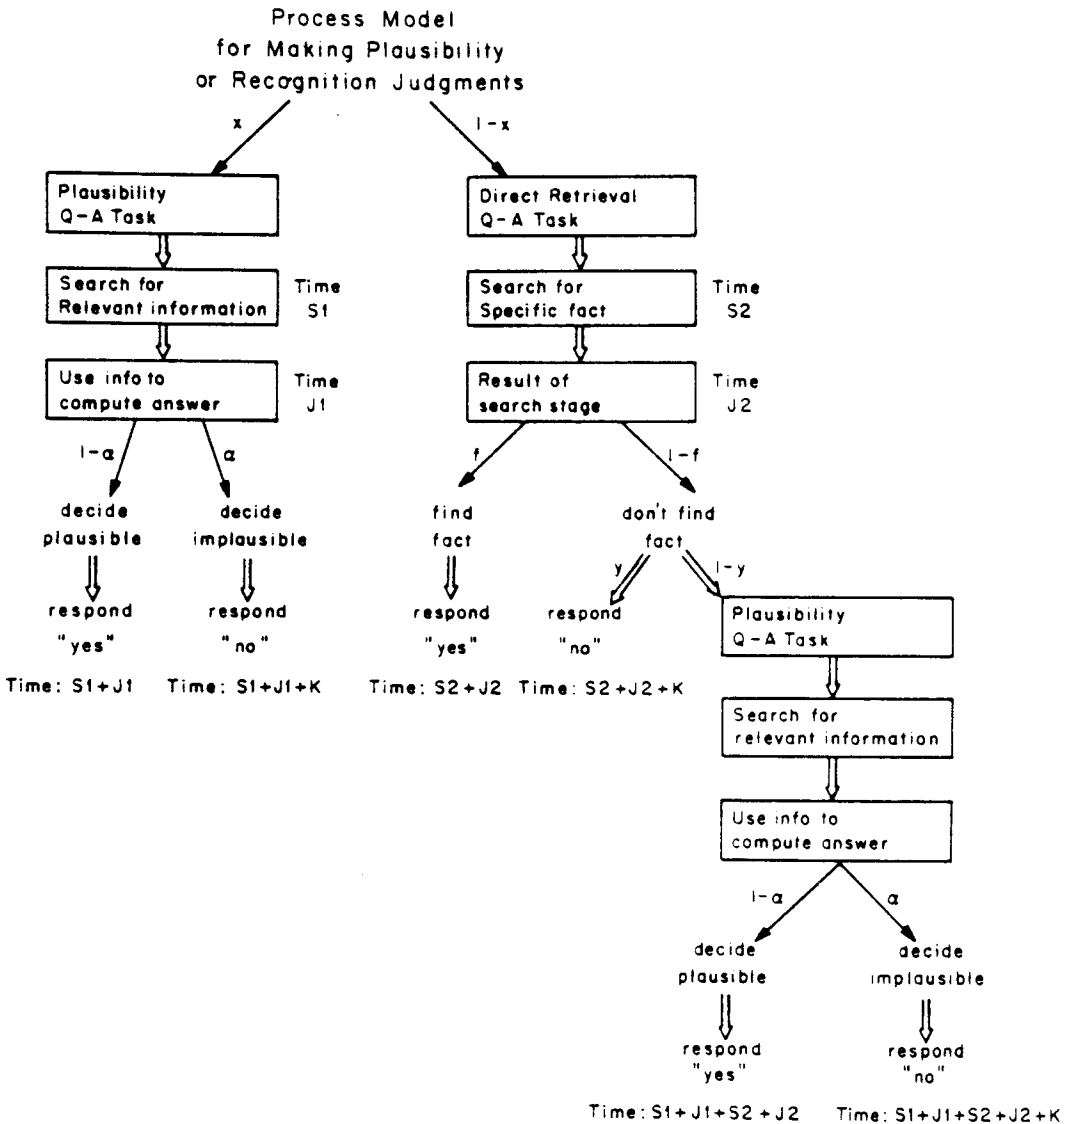 Process Model
for Making Plausibility
or Recognition Judgments
x
1-x
Plausibility
Q-A Task
Search for
Relevant information
Time
S1
Use info to
compute answer
Time
J1
1-α
α
decide
plausible
decide
implausible
respond
"yes"
respond
"no"
Time: S1+J1
Time: S1+J1+K
Direct Retrieval
Q-A Task
Search for
Specific fact
Time
S2
Result of
search stage
Time
J2
f
1-f
find
fact
don't find
fact
y
1-y
respond
"yes"
respond
"no"
Time: S2+J2
Time: S2+J2+K
Plausibility
Q-A Task
Search for
relevant information
Use info to
compute answer
1-α
α
decide
plausible
decide
implausible
respond
"yes"
respond
"no"
Time: S1+J1+S2+J2
Time: S1+J1+S2+J2+K